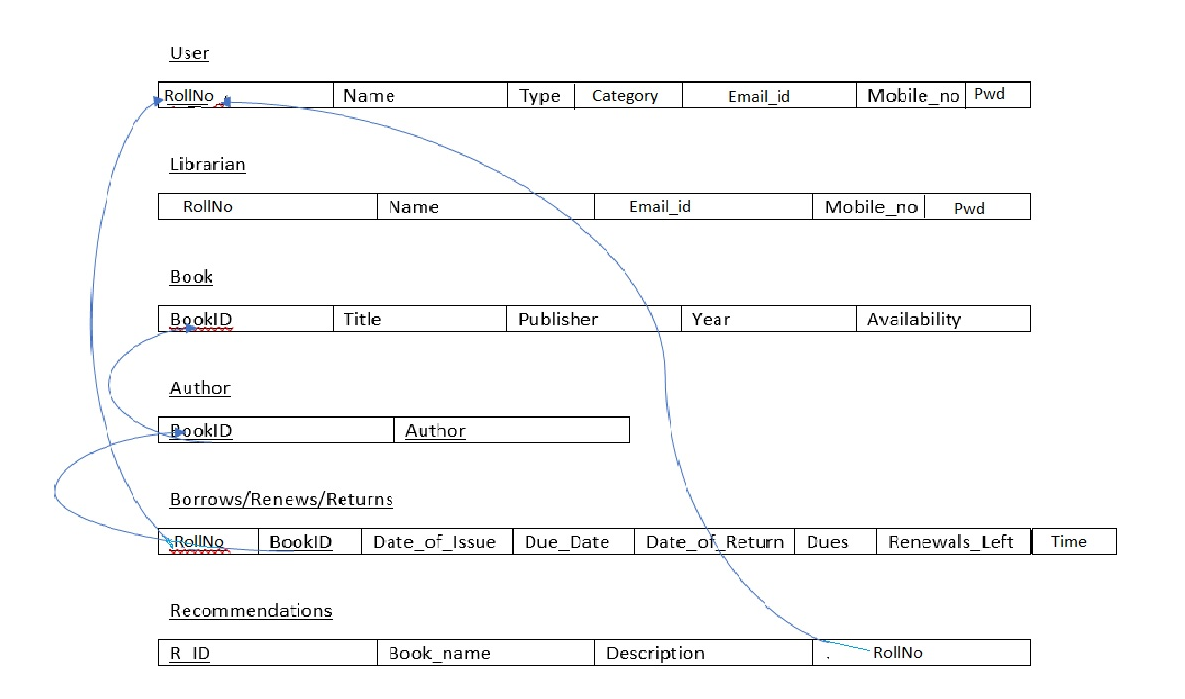 User
RollNo Name Type Category Email_id Mobile_no Pwd
Librarian
RollNo Name Email_id Mobile_no Pwd
Book
BookID Title Publisher Year Availability
Author
BookID Author
Borrows/Renews/Returns
RollNo BookID Date_of_Issue Due_Date Date_of_Return Dues Renewals_Left Time
Recommendations
R_ID Book_name Description . RollNo